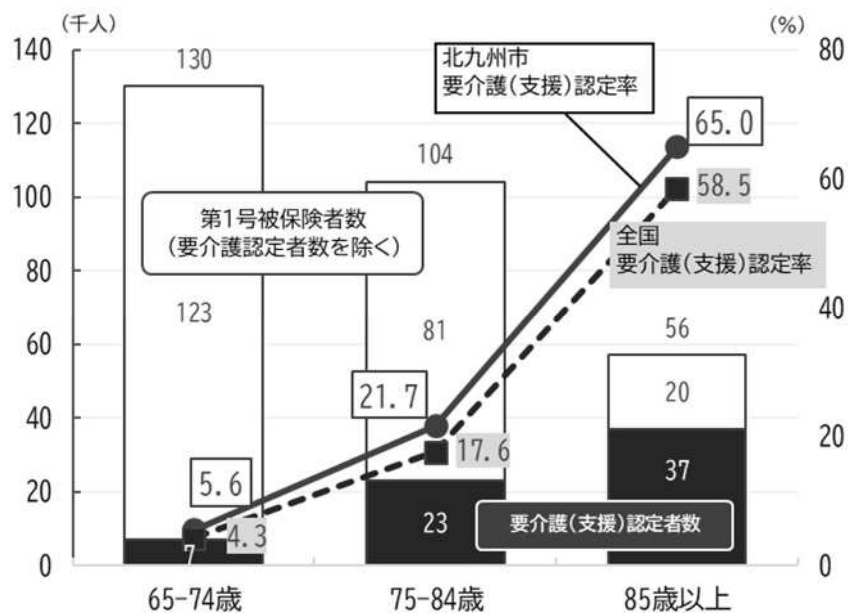 （千人）
（%）
140
120
100
80
60
40
20
0
80
60
40
20
0
130
123
7
104
81
23
56
20
37
第1号被保険者数
（要介護認定者数を除く）
北九州市
要介護（支援）認定率
65.0
58.5
全国
要介護（支援）認定率
21.7
17.6
5.6
4.3
要介護（支援）認定者数
65-74歳
75-84歳
85歳以上